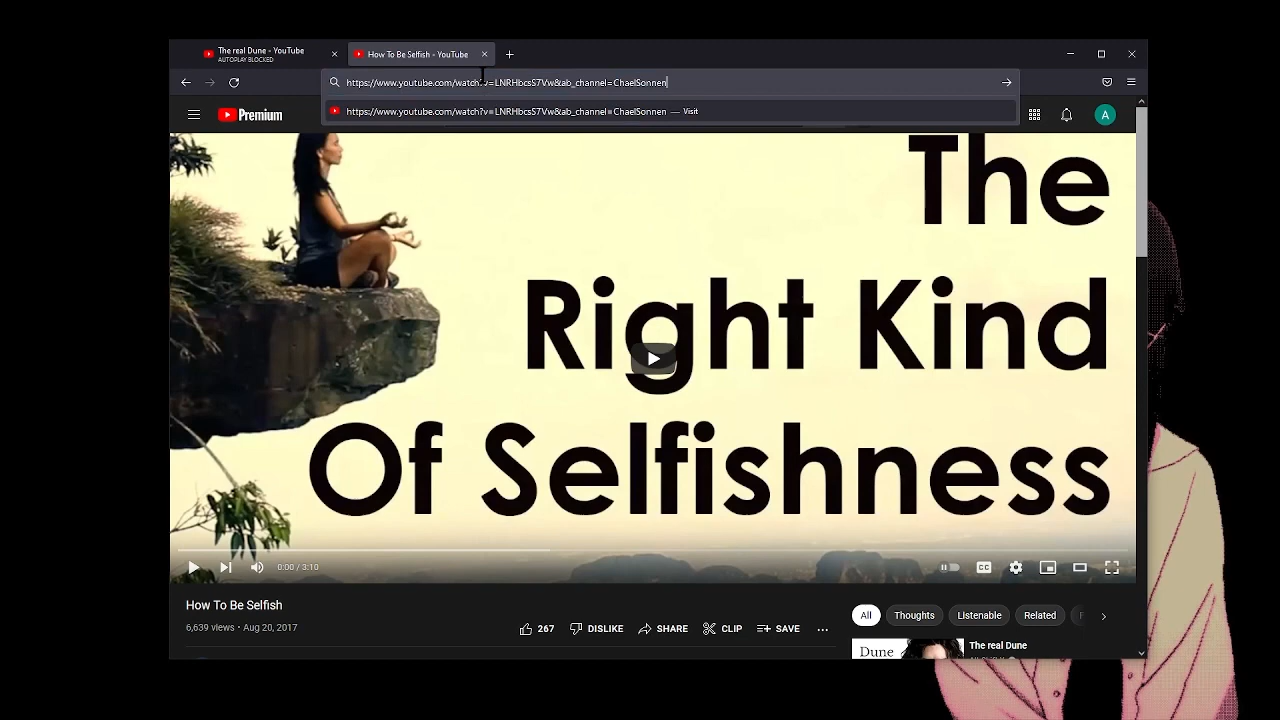 The real Dune - YouTube
AUTOPLAY BLOCKED
How To Be Selfish - YouTube
https://www.youtube.com/watch?v=LNRHbcsS7Vw&ab_channel=ChaelSonnen
https://www.youtube.com/watch?v=LNRHbcsS7Vw&ab_channel=ChaelSonnen — Visit
Premium
A
The
Right Kind
Of Selfishness
0:00 / 3:10
CC
How To Be Selfish
6,639 views • Aug 20, 2017
267
DISLIKE
SHARE
CLIP
SAVE
All
Thoughts
Listenable
Related
Dune
The real Dune